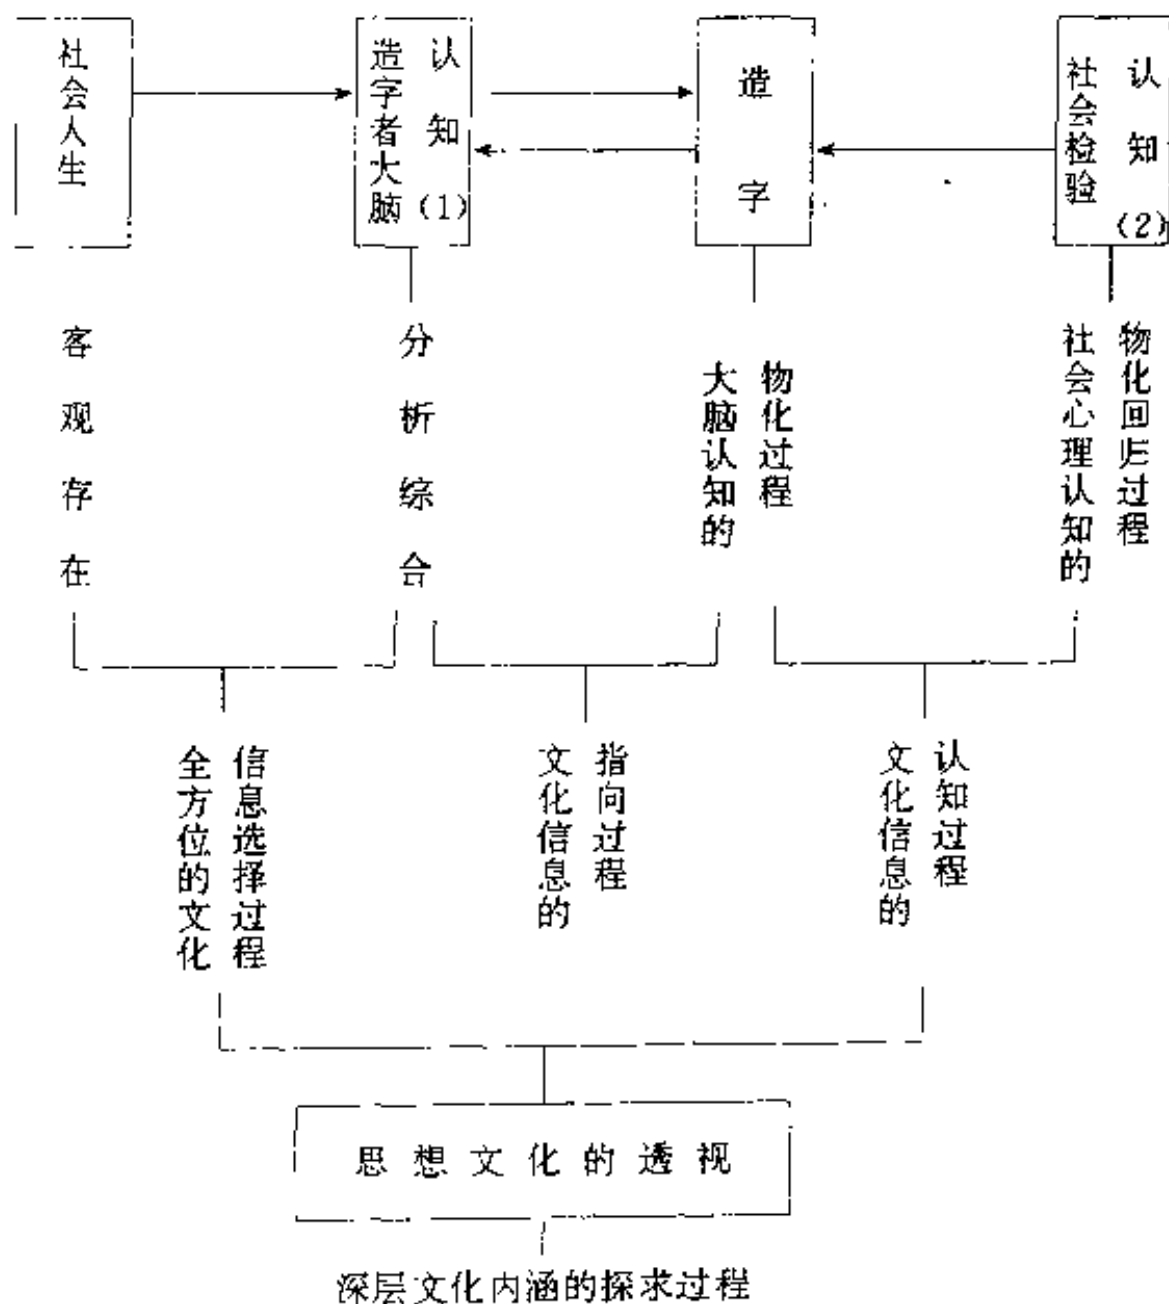 社会人生
造字者大脑
认知(1)
造字
社会检验
认知(2)
客观存在
分析综合
大脑认知的
物化过程
社会心理认知的
物化回归过程
全方位的文化
信息选择过程
文化信息的
指向过程
文化信息的
认知过程
思想文化的透视
深层文化内涵的探求过程